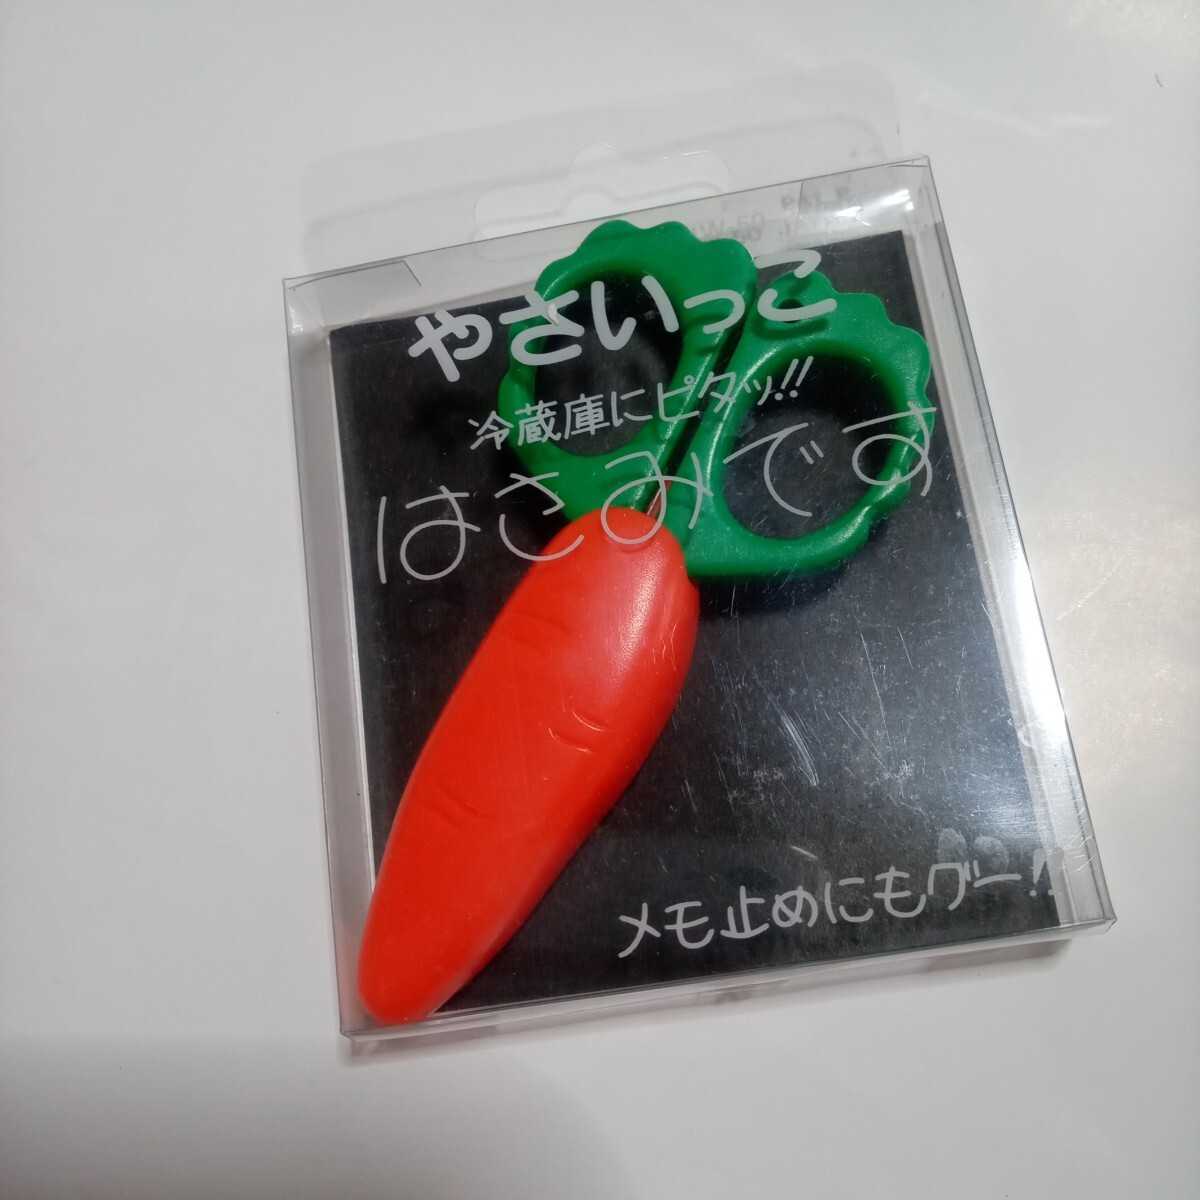 やさいっこ
冷蔵庫にピタッ!!
はさみです
メモ止めにもグー!!